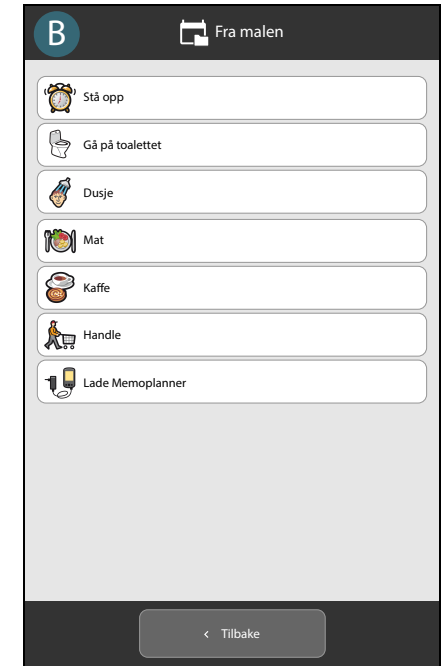 B
Fra malen
Stå opp
Gå på toalettet
Dusje
Mat
Kaffe
Handle
Lade Memoplanner
< Tilbake